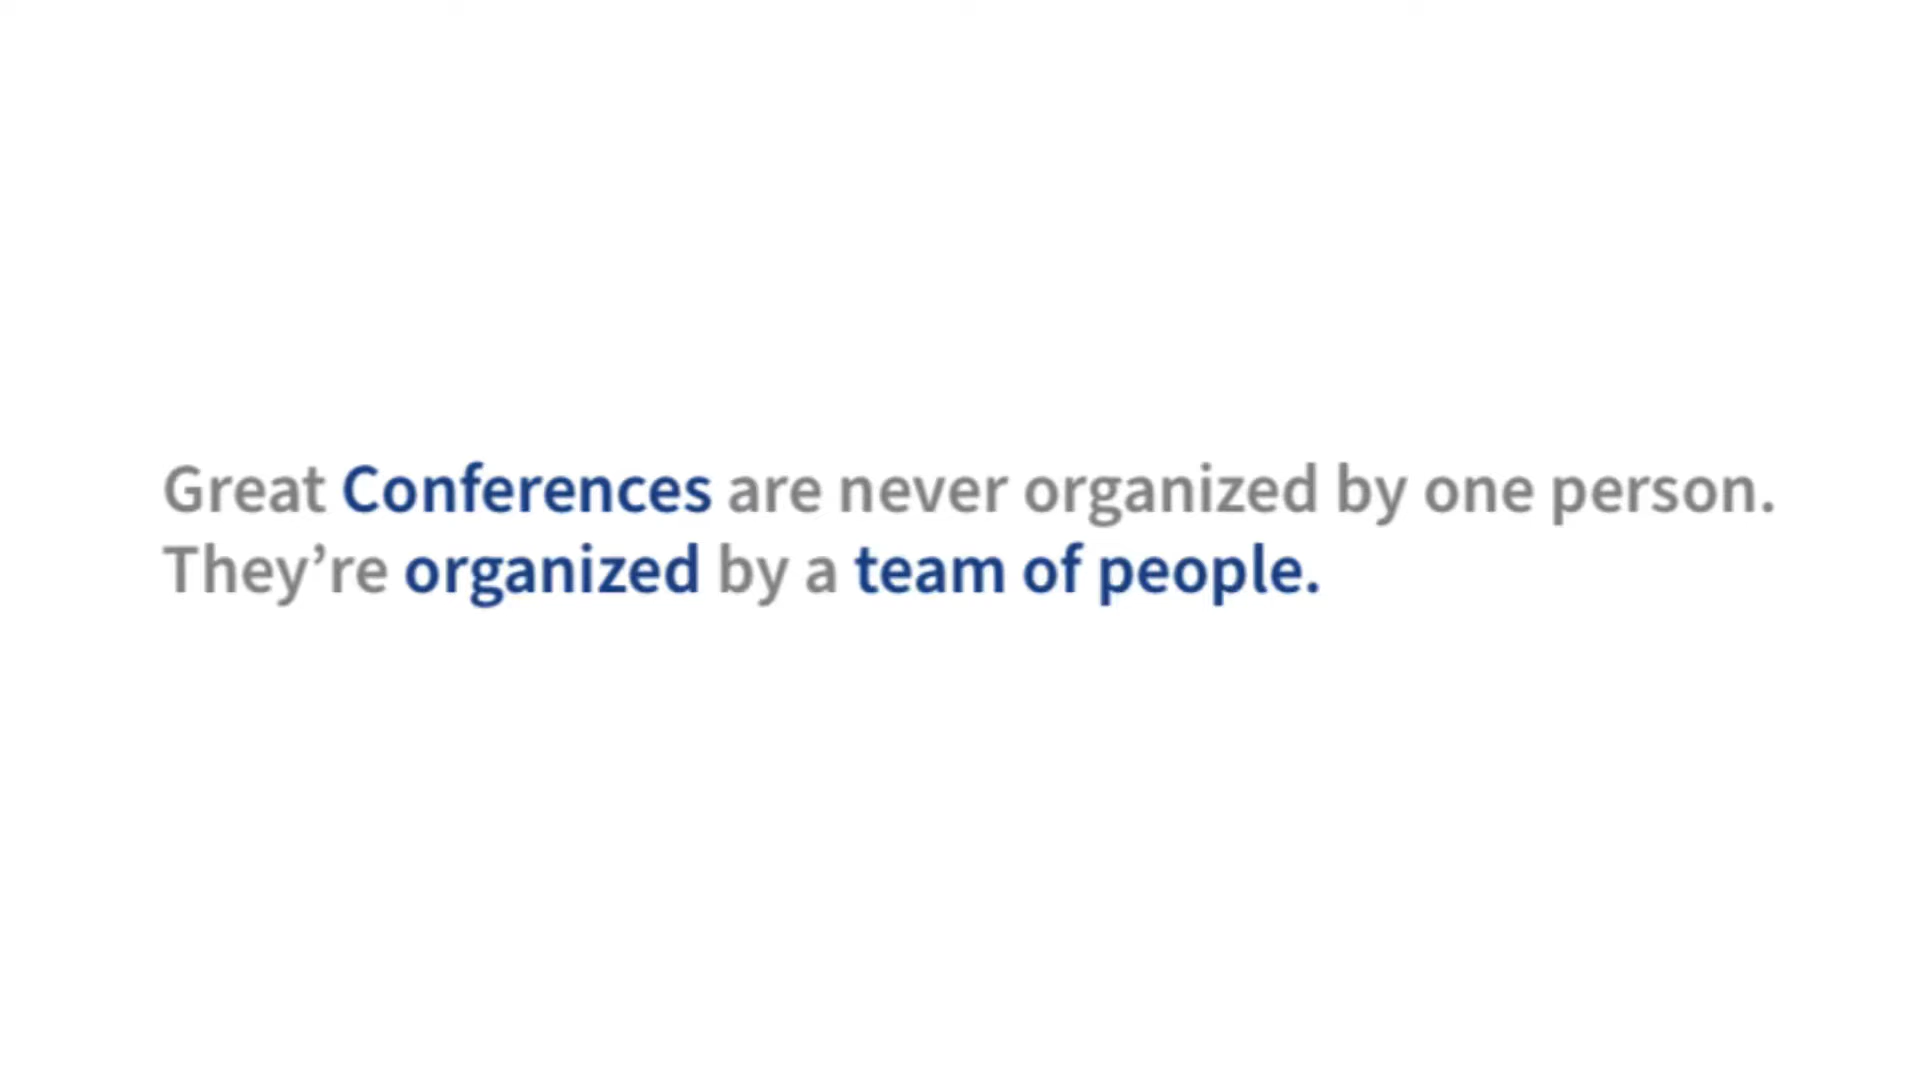 Great Conferences are never organized by one person.
They’re organized by a team of people.